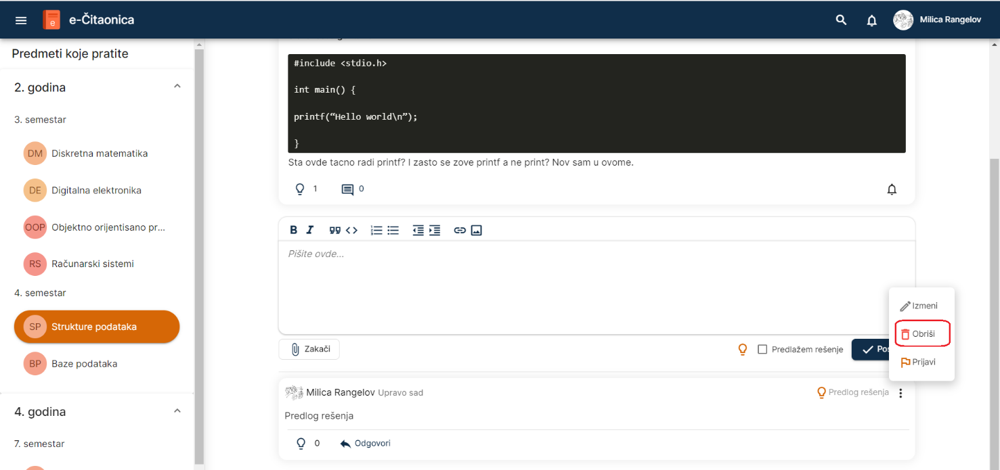 e-Čitaonica
Milica Rangelov
Predmeti koje pratite
2. godina
3. semestar
DM Diskretna matematika
DE Digitalna elektronika
OOP Objektno orijentisano pr...
RS Računarski sistemi
4. semestar
SP Strukture podataka
BP Baze podataka
4. godina
7. semestar
#include <stdio.h>
int main() {
printf(“Hello world\n”);
}
Sta ovde tacno radi printf? I zasto se zove printf a ne print? Nov sam u ovome.
1 0
B I
Pišite ovde...
Zakači
Predlažem rešenje
Pos
Izmeni
Obriši
Prijavi
Milica Rangelov Upravo sad
Predlog rešenja
Predlog rešenja
0 Odgovori